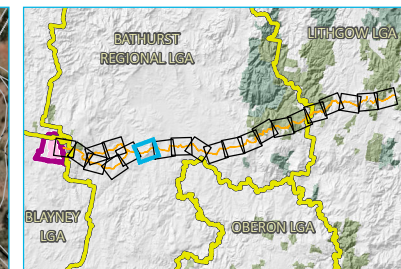 BATHURST
REGIONAL LGA
LITHGOW LGA
BLAYNEY
LGA
OBERON LGA